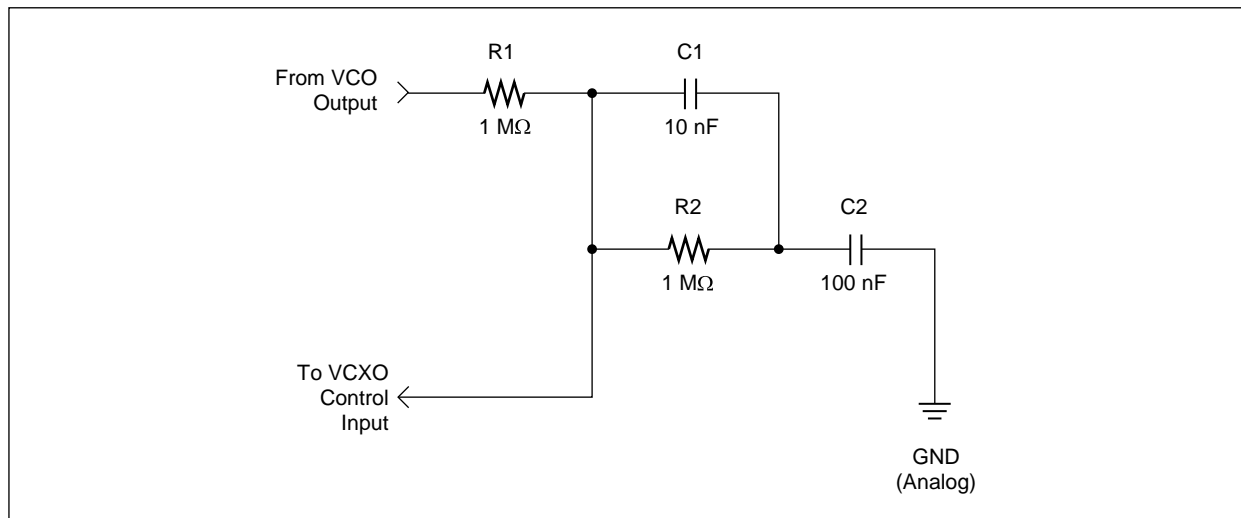 R1
C1
From VCO
Output
1 MΩ
10 nF
R2
C2
1 MΩ
100 nF
To VCXO
Control
Input
GND
(Analog)